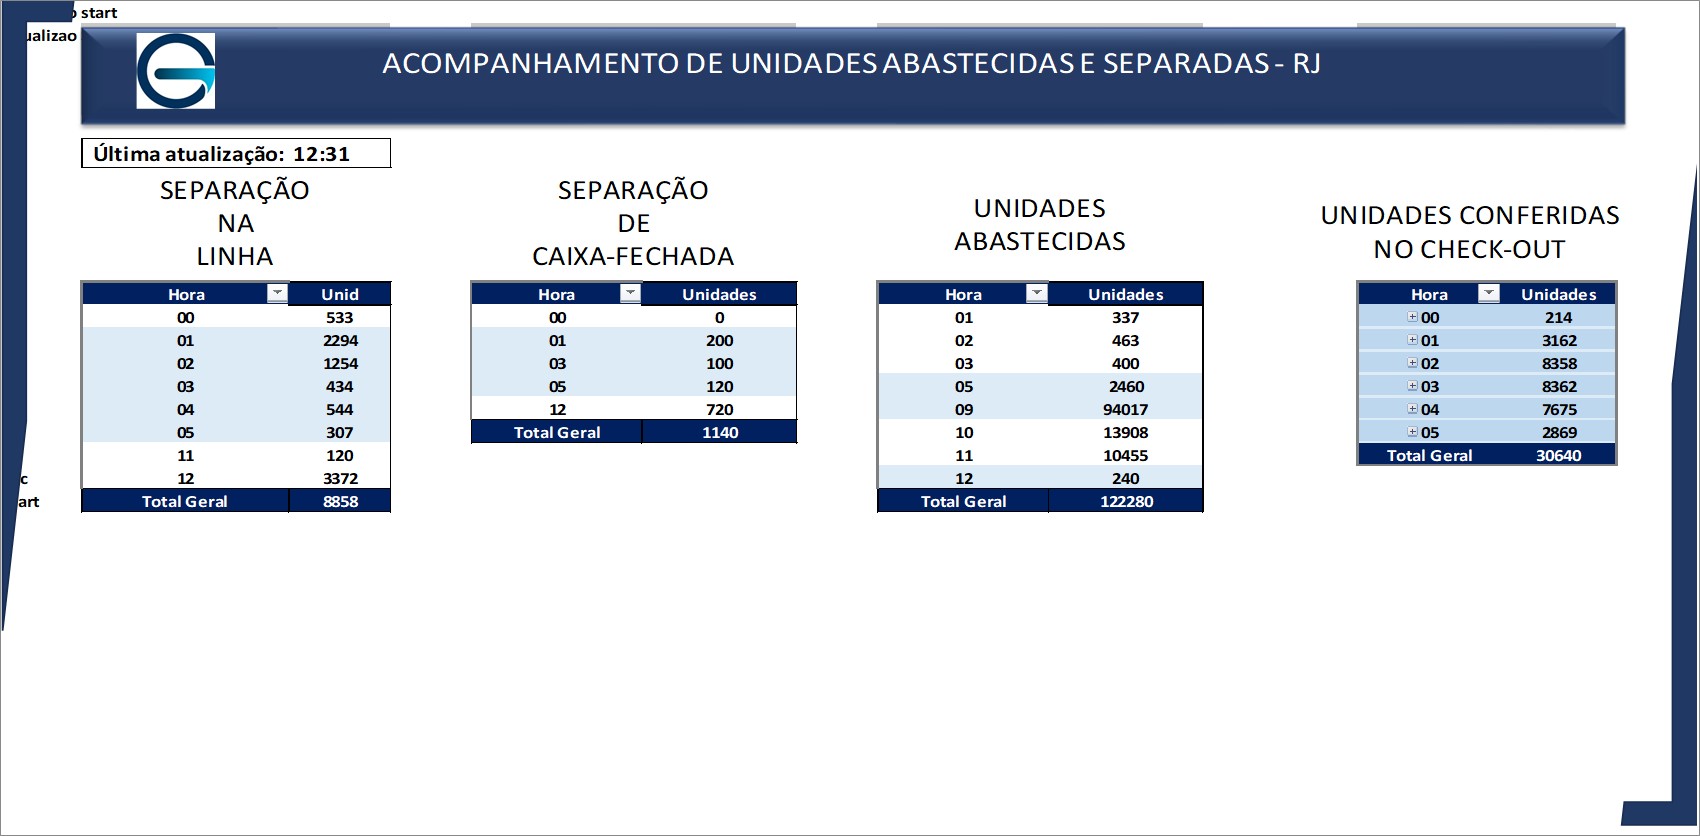 start
ualizao
ACOMPANHAMENTO DE UNIDADES ABASTECIDAS E SEPARADAS - RJ
Última atualização: 12:31
SEPARAÇÃO
NA
LINHA
Hora Unid
00 533
01 2294
02 1254
03 434
04 544
05 307
11 120
12 3372
Total Geral 8858
SEPARAÇÃO
DE
CAIXA-FECHADA
Hora Unidades
00 0
01 200
03 100
05 120
12 720
Total Geral 1140
UNIDADES
ABASTECIDAS
Hora Unidades
01 337
02 463
03 400
05 2460
09 94017
10 13908
11 10455
12 240
Total Geral 122280
UNIDADES CONFERIDAS
NO CHECK-OUT
Hora Unidades
00 214
01 3162
02 8358
03 8362
04 7675
05 2869
Total Geral 30640
c
art